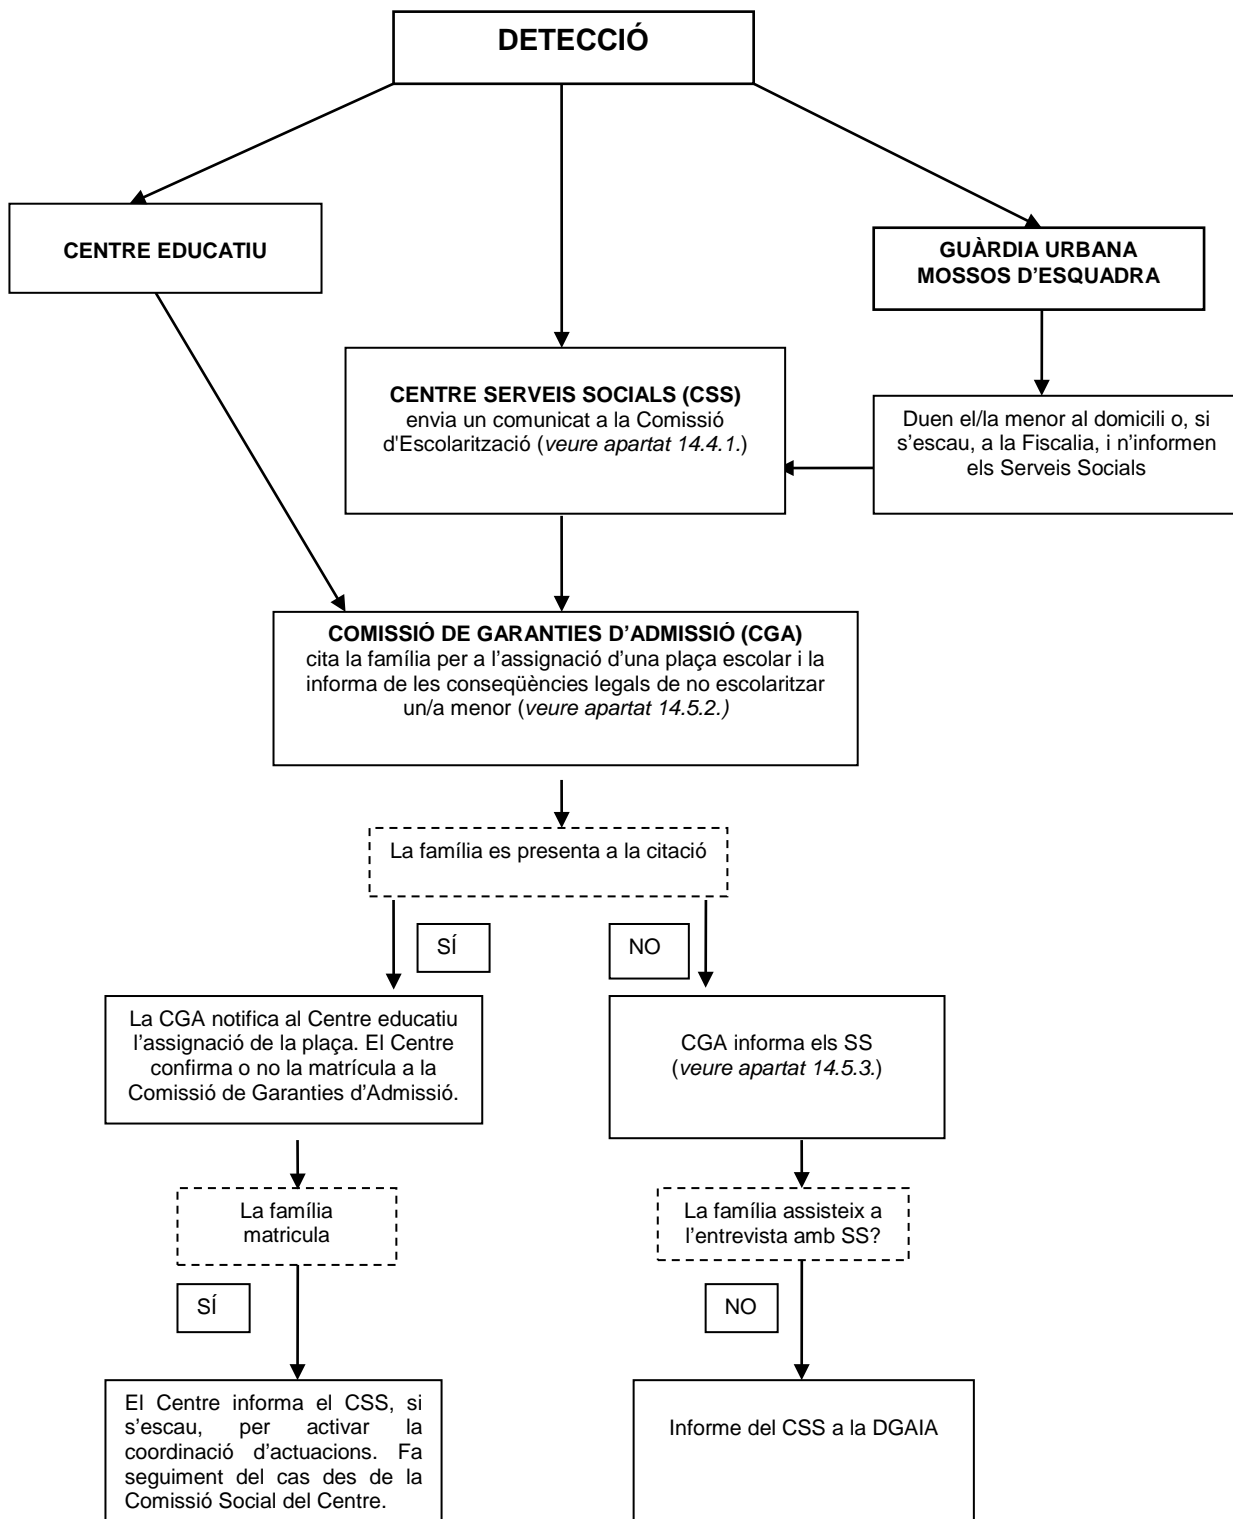 DETECCIÓ
CENTRE EDUCATIU
GUÀRDIA URBANA
MOSSOS D'ESQUADRA
CENTRE SERVEIS SOCIALS (CSS)
envia un comunicat a la Comissió
d'Escolarització (veure apartat 14.4.1.)
Duen el/la menor al domicili o, si
s’escau, a la Fiscalia, i n’informen
els Serveis Socials
COMISSIÓ DE GARANTIES D’ADMISSIÓ (CGA)
cita la família per a l’assignació d’una plaça escolar i la
informa de les conseqüències legals de no escolaritzar
un/a menor (veure apartat 14.5.2.)
La família es presenta a la citació
SÍ
NO
La CGA notifica al Centre educatiu
l’assignació de la plaça. El Centre
confirma o no la matrícula a la
Comissió de Garanties d’Admissió.
CGA informa els SS
(veure apartat 14.5.3.)
La família
matricula
La família assisteix a
l’entrevista amb SS?
SÍ
NO
El Centre informa el CSS, si
s’escau, per activar la
coordinació d’actuacions. Fa
seguiment del cas des de la
Comissió Social del Centre.
Informe del CSS a la DGAIA